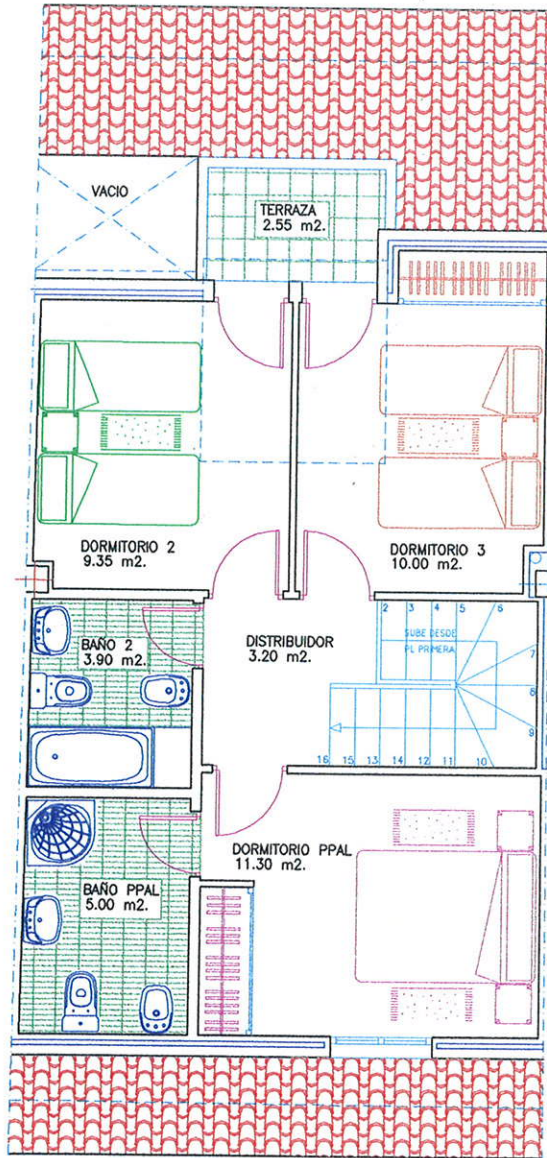 VACIO
TERRAZA
2.55 m2.
DORMITORIO 2
9.35 m2.
DORMITORIO 3
10.00 m2.
BAÑO 2
3.90 m2.
DISTRIBUIDOR
3.20 m2.
2 3 4 5 6
SUBE DESDE
PL PRIMERA
7
8
9
16 15 13 14 12 11 10
DORMITORIO PPAL
11.30 m2.
BAÑO PPAL
5.00 m2.